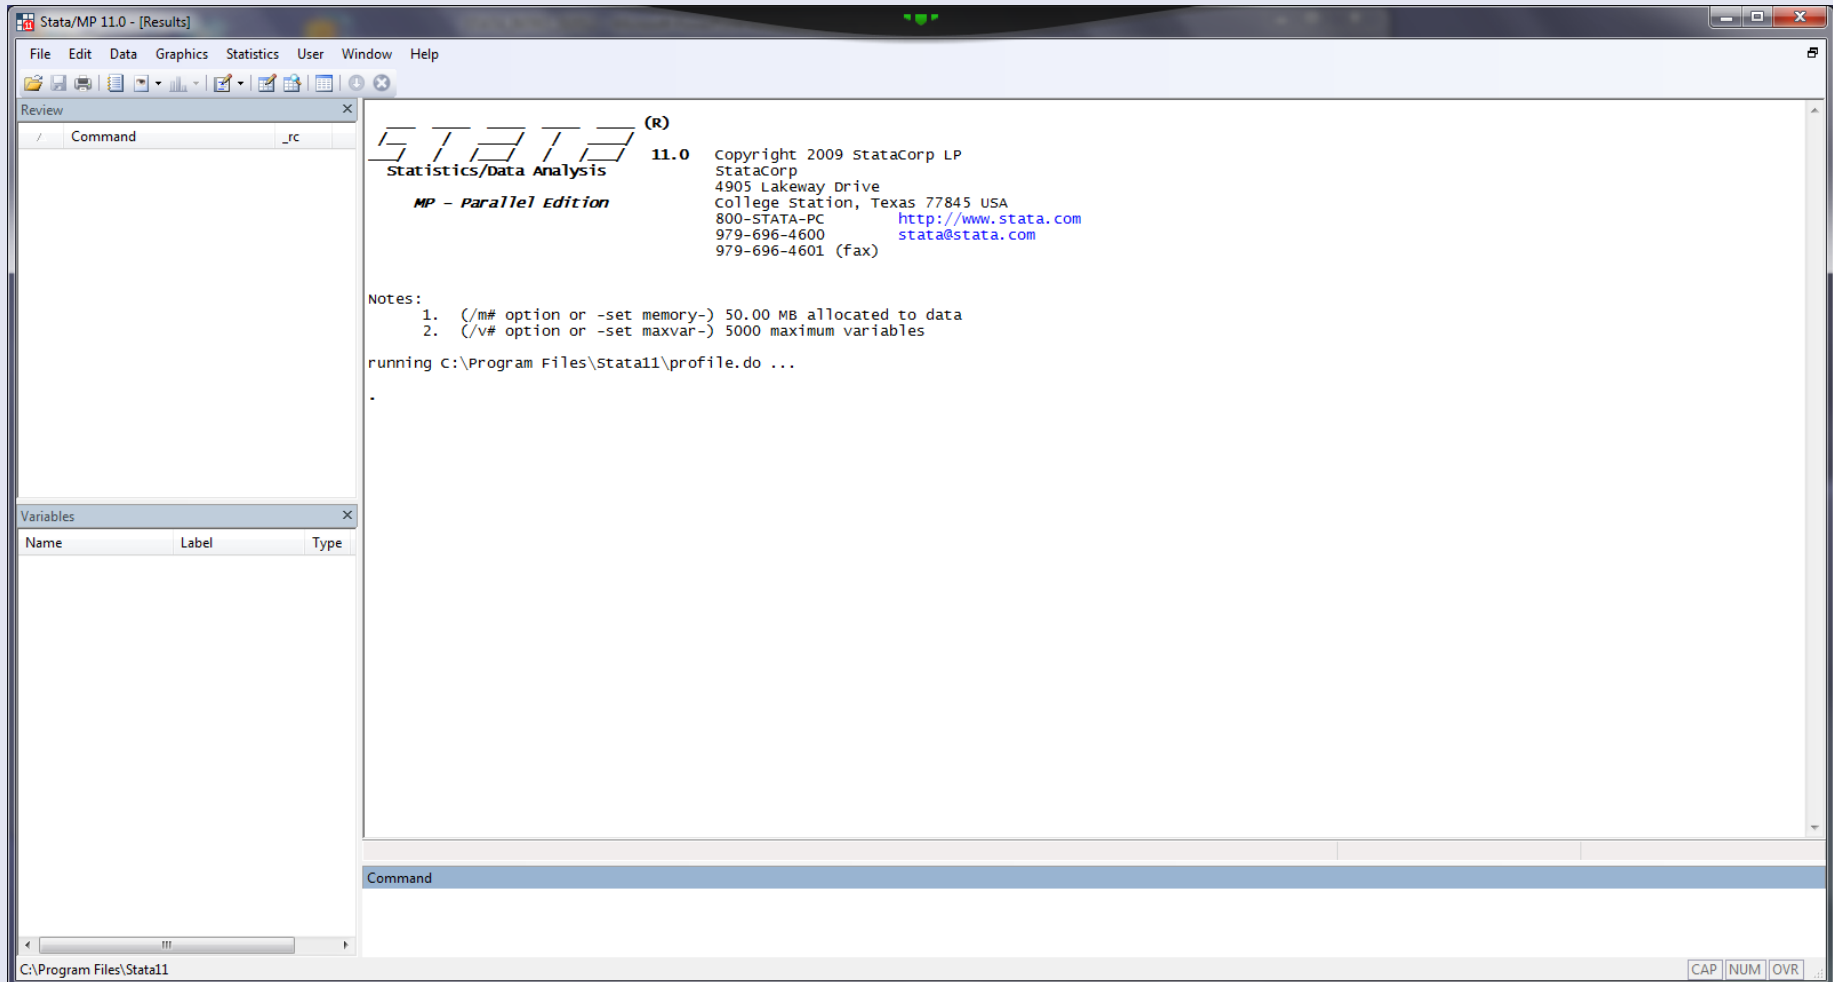 Stata/MP 11.0 - [Results]
File Edit Data Graphics Statistics User Window Help
Review
Command _rc
(R)
STATA
11.0 Copyright 2009 StataCorp LP
Statistics/Data Analysis StataCorp
4905 Lakeway Drive
MP - Parallel Edition College Station, Texas 77845 USA
800-STATA-PC http://www.stata.com
979-696-4600 stata@stata.com
979-696-4601 (fax)
Notes:
1. (/m# option or -set memory-) 50.00 MB allocated to data
2. (/v# option or -set maxvar-) 5000 maximum variables
running C:\Program Files\Stata11\profile.do ...
.
Variables
Name Label Type
Command
C:\Program Files\Stata11
CAP NUM OVR